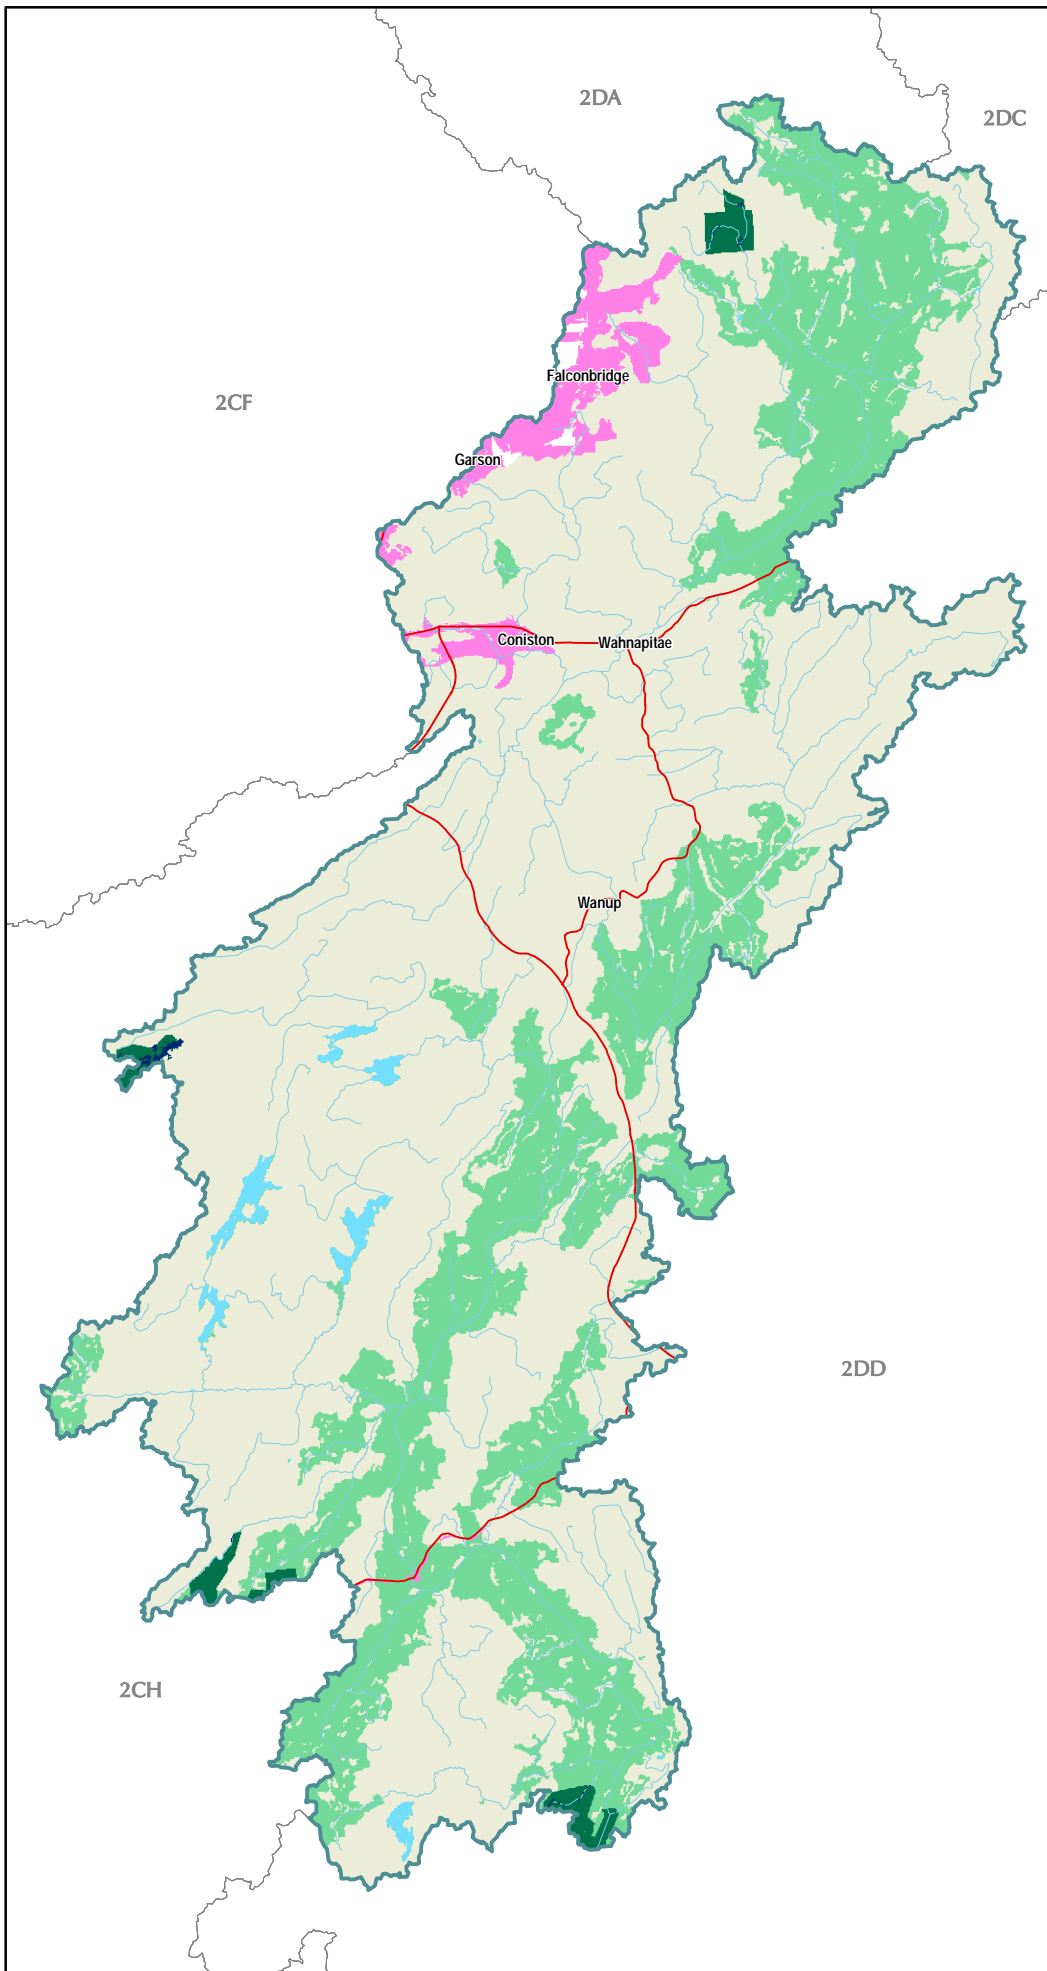 2DA
2DC
Falconbridge
2CF
Garson
Coniston
Wahnapitae
Wanup
2DD
2CH